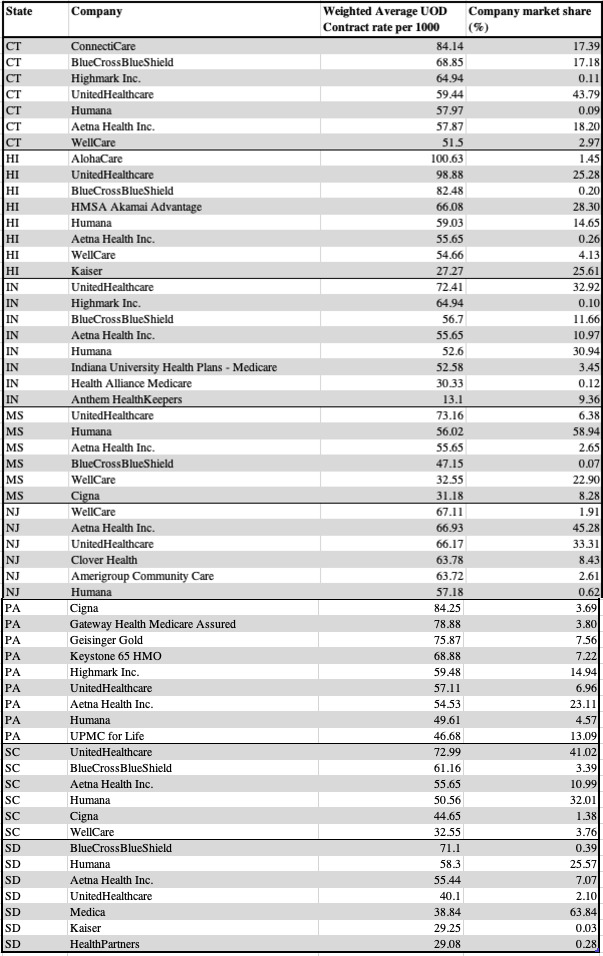 State Company Weighted Average UOD Company market share
Contract rate per 1000 (%)
CT ConnectiCare 84.14 17.39
CT BlueCrossBlueShield 68.85 17.18
CT Highmark Inc. 64.94 0.11
CT UnitedHealthcare 59.44 43.79
CT Humana 57.97 0.09
CT Aetna Health Inc. 57.87 18.20
CT WellCare 51.5 2.97
HI AlohaCare 100.63 1.45
HI UnitedHealthcare 98.88 25.28
HI BlueCrossBlueShield 82.48 0.20
HI HMSA Akamai Advantage 66.08 28.30
HI Humana 59.03 14.65
HI Aetna Health Inc. 55.65 0.26
HI WellCare 54.66 4.13
HI Kaiser 27.27 25.61
IN UnitedHealthcare 72.41 32.92
IN Highmark Inc. 64.94 0.10
IN BlueCrossBlueShield 56.7 11.66
IN Aetna Health Inc. 55.65 10.97
IN Humana 52.6 30.94
IN Indiana University Health Plans - Medicare 52.58 3.45
IN Health Alliance Medicare 30.33 0.12
IN Anthem HealthKeepers 13.1 9.36
MS UnitedHealthcare 73.16 6.38
MS Humana 56.02 58.94
MS Aetna Health Inc. 55.65 2.65
MS BlueCrossBlueShield 47.15 0.07
MS WellCare 32.55 22.90
MS Cigna 31.18 8.28
NJ WellCare 67.11 1.91
NJ Aetna Health Inc. 66.93 45.28
NJ UnitedHealthcare 66.17 33.31
NJ Clover Health 63.78 8.43
NJ Amerigroup Community Care 63.72 2.61
NJ Humana 57.18 0.62
PA Cigna 84.25 3.69
PA Gateway Health Medicare Assured 78.88 3.80
PA Geisinger Gold 75.87 7.56
PA Keystone 65 HMO 68.88 7.22
PA Highmark Inc. 59.48 14.94
PA UnitedHealthcare 57.11 6.96
PA Aetna Health Inc. 54.53 23.11
PA Humana 49.61 4.57
PA UPMC for Life 46.68 13.09
SC UnitedHealthcare 72.99 41.02
SC BlueCrossBlueShield 61.16 3.39
SC Aetna Health Inc. 55.65 10.99
SC Humana 50.56 32.01
SC Cigna 44.65 1.38
SC WellCare 32.55 3.76
SD BlueCrossBlueShield 71.1 0.39
SD Humana 58.3 25.57
SD Aetna Health Inc. 55.44 7.07
SD UnitedHealthcare 40.1 2.10
SD Medica 38.84 63.84
SD Kaiser 29.25 0.03
SD HealthPartners 29.08 0.28